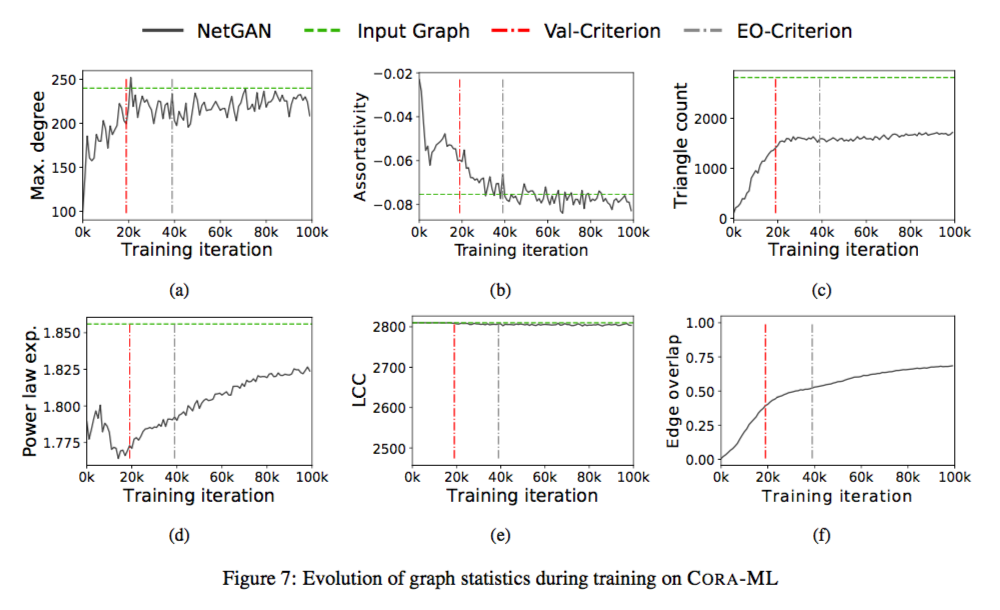 NetGAN Input Graph Val-Criterion EO-Criterion
Max. degree
250
200
150
100
0k 20k 40k 60k 80k 100k
Training iteration
(a)
Assortativity
−0.02
−0.04
−0.06
−0.08
0k 20k 40k 60k 80k 100k
Training iteration
(b)
Triangle count
2000
1000
0
0k 20k 40k 60k 80k 100k
Training iteration
(c)
Power law exp.
1.850
1.825
1.800
1.775
0k 20k 40k 60k 80k 100k
Training iteration
(d)
LCC
2800
2700
2600
2500
0k 20k 40k 60k 80k 100k
Training iteration
(e)
Edge overlap
1.00
0.75
0.50
0.25
0.00
0k 20k 40k 60k 80k 100k
Training iteration
(f)
Figure 7: Evolution of graph statistics during training on CORA-ML